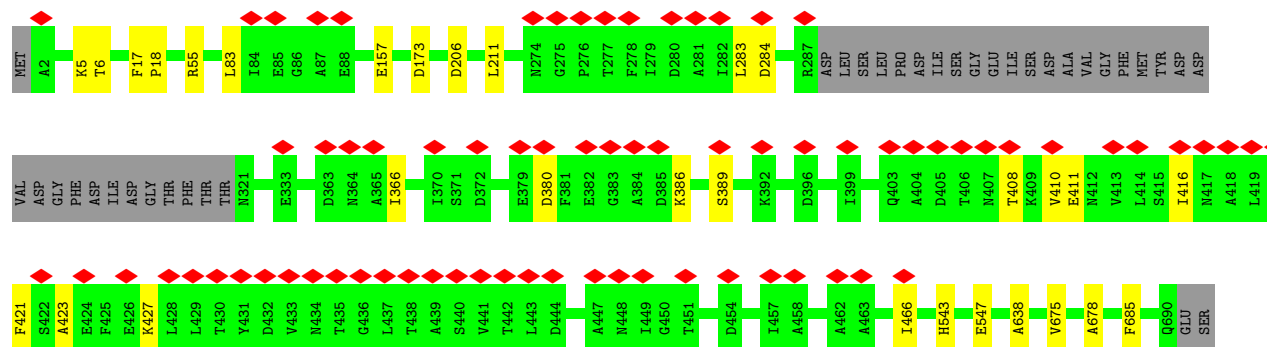 MET A2 K5 T6 F17 P18 R55 L83 I84 E85 G86 A87 E88 E157 D173 D206 L211 N274 G275 P276 T277 F278 I279 D280 A281 I282 L283 D284 R287 ASP LEU SER LEU PRO ASP ILE SER GLY GLU ILE SER ASP ALA VAL GLY PHE MET TYR ASP ASP
VAL ASP GLY PHE ASP ILE ASP GLY THR PHE THR THR N321 E333 D363 N364 A365 I366 I370 S371 D372 E379 D380 F381 E382 G383 A384 D385 K386 S389 K392 D396 I399 Q403 A404 D405 T406 N407 T408 K409 V410 E411 N412 V413 L414 S415 I416 N417 A418 L419
F421 S422 A423 E424 F425 E426 K427 L428 L429 T430 V431 D432 V433 N434 T435 G436 L437 T438 A439 S440 V441 T442 L443 D444 A447 N448 I449 G450 T451 D454 I457 A458 A462 A463 I466 H543 E547 A638 V675 A678 F685 Q690 GLU SER